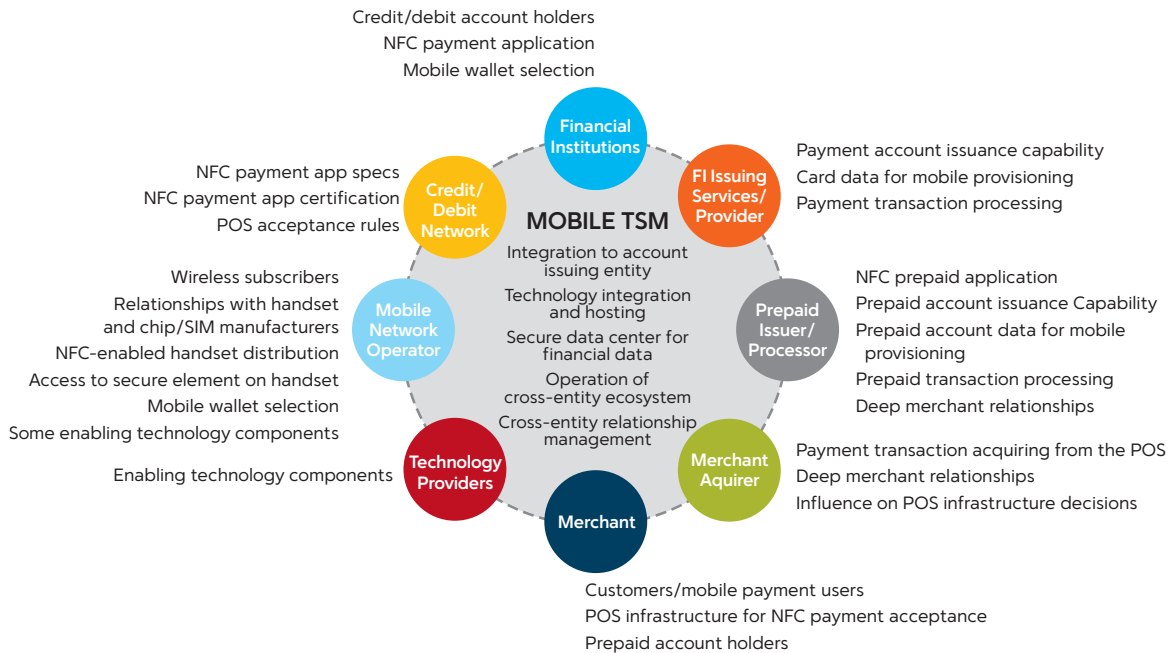 Credit/debit account holders
NFC payment application
Mobile wallet selection
Financial
Institutions
FI Issuing
Services/
Provider
Payment account issuance capability
Card data for mobile provisioning
Payment transaction processing
Prepaid
Issuer/
Processor
NFC prepaid application
Prepaid account issuance Capability
Prepaid account data for mobile
provisioning
Prepaid transaction processing
Deep merchant relationships
Merchant
Aquirer
Payment transaction acquiring from the POS
Deep merchant relationships
Influence on POS infrastructure decisions
Merchant
Customers/mobile payment users
POS infrastructure for NFC payment acceptance
Prepaid account holders
Technology
Providers
Enabling technology components
Mobile
Network
Operator
Wireless subscribers
Relationships with handset
and chip/SIM manufacturers
NFC-enabled handset distribution
Access to secure element on handset
Mobile wallet selection
Some enabling technology components
Credit/
Debit
Network
NFC payment app specs
NFC payment app certification
POS acceptance rules
MOBILE TSM
Integration to account
issuing entity
Technology integration
and hosting
Secure data center for
financial data
Operation of
cross-entity ecosystem
Cross-entity relationship
management